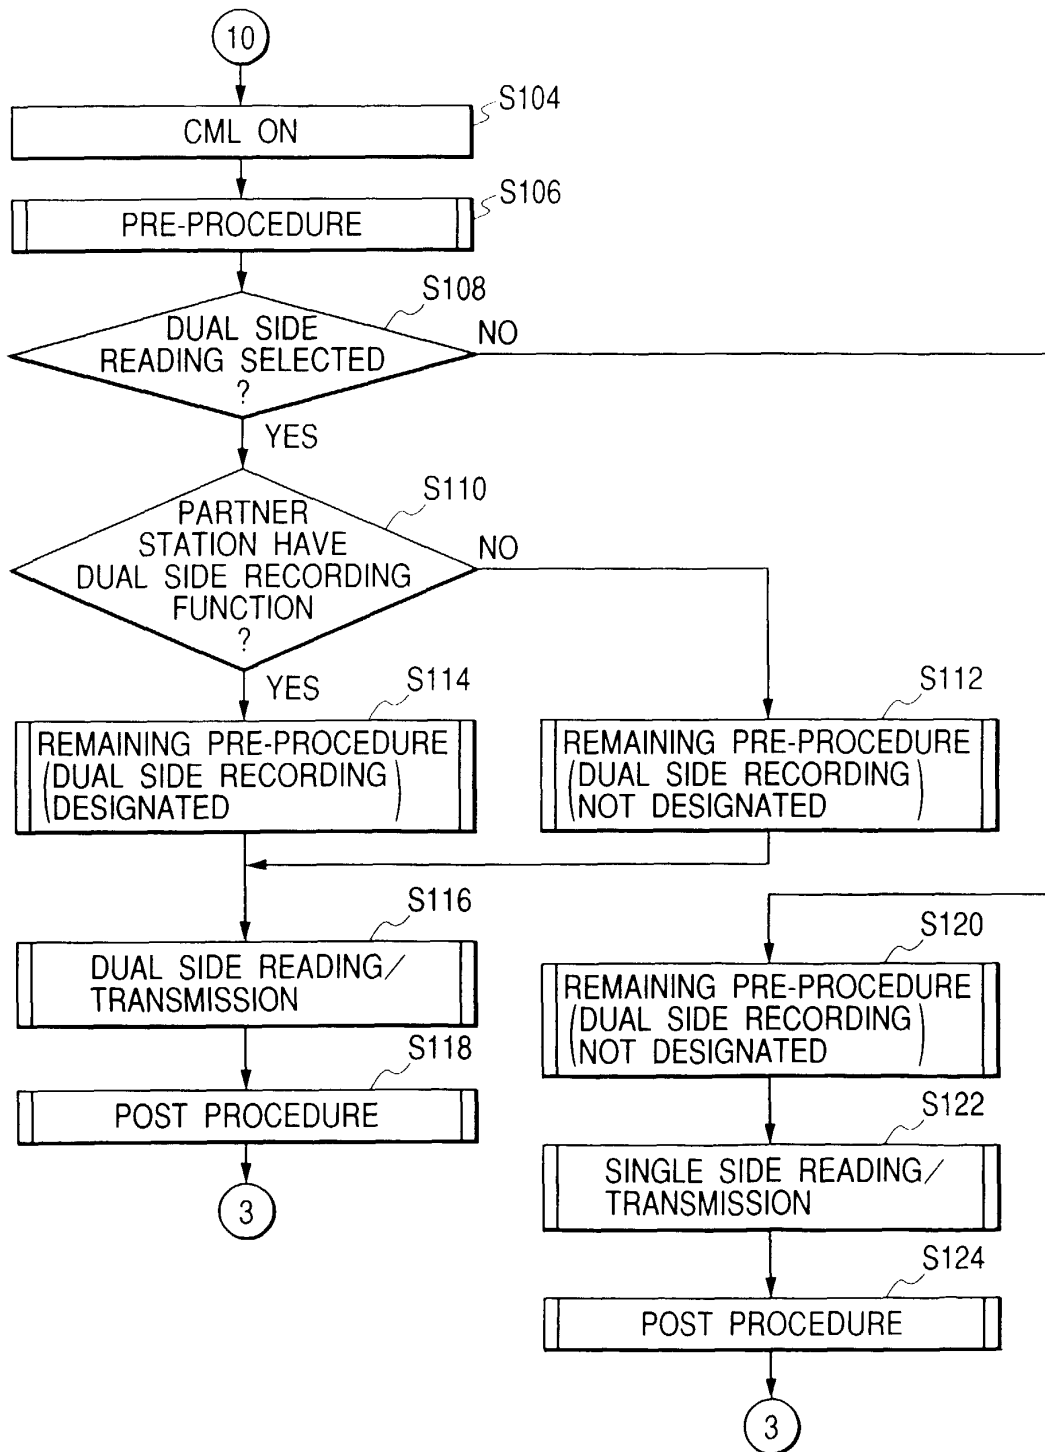 10
CML ON
S104
PRE-PROCEDURE
S106
S108
DUAL SIDE
READING SELECTED
?
NO
YES
S110
PARTNER
STATION HAVE
DUAL SIDE RECORDING
FUNCTION
?
NO
YES
S114
REMAINING PRE-PROCEDURE
(DUAL SIDE RECORDING
DESIGNATED)
S112
REMAINING PRE-PROCEDURE
(DUAL SIDE RECORDING
NOT DESIGNATED)
S116
DUAL SIDE READING/
TRANSMISSION
S118
POST PROCEDURE
3
S120
REMAINING PRE-PROCEDURE
(DUAL SIDE RECORDING
NOT DESIGNATED)
S122
SINGLE SIDE READING/
TRANSMISSION
S124
POST PROCEDURE
3